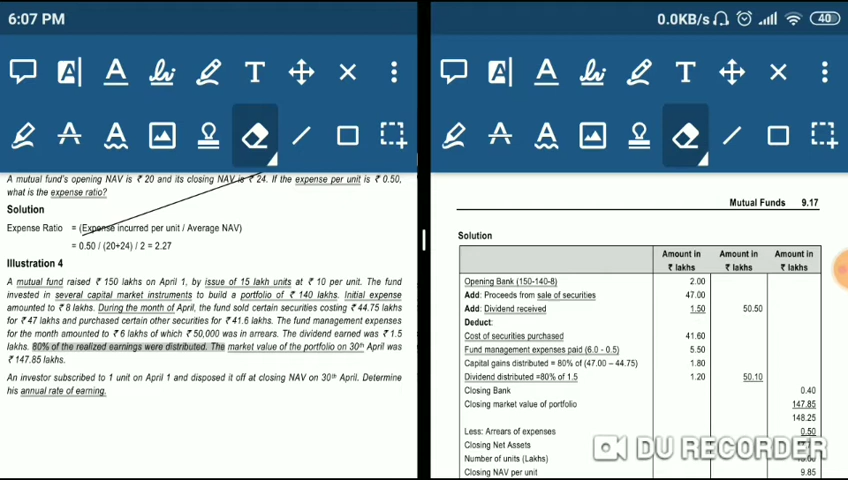 6:07 PM
0.0KB/s 40
A mutual fund's opening NAV is ₹ 20 and its closing NAV is ₹ 24. If the expense per unit is ₹ 0.50,
what is the expense ratio?
Solution
Expense Ratio = (Expense incurred per unit / Average NAV)
= 0.50 / (20+24) / 2 = 2.27
Illustration 4
A mutual fund raised ₹ 150 lakhs on April 1, by issue of 15 lakh units at ₹ 10 per unit. The fund
invested in several capital market instruments to build a portfolio of ₹ 140 lakhs. Initial expense
amounted to ₹ 8 lakhs. During the month of April, the fund sold certain securities costing ₹ 44.75 lakhs
for ₹ 47 lakhs and purchased certain other securities for ₹ 41.6 lakhs. The fund management expenses
for the month amounted to ₹ 6 lakhs of which ₹ 50,000 was in arrears. The dividend earned was ₹ 1.5
lakhs. 80% of the realized earnings were distributed. The market value of the portfolio on 30th April was
₹ 147.85 lakhs.
An investor subscribed to 1 unit on April 1 and disposed it off at closing NAV on 30th April. Determine
his annual rate of earning.
Mutual Funds 9.17
Solution
Amount in ₹ lakhs Amount in ₹ lakhs Amount in ₹ lakhs
Opening Bank (150-140-8) 2.00
Add: Proceeds from sale of securities 47.00
Add: Dividend received 1.50 50.50
Deduct:
Cost of securities purchased 41.60
Fund management expenses paid (6.0 - 0.5) 5.50
Capital gains distributed = 80% of (47.00 – 44.75) 1.80
Dividend distributed =80% of 1.5 1.20 50.10
Closing Bank 0.40
Closing market value of portfolio 147.85
148.25
Less: Arrears of expenses 0.50
Closing Net Assets
Number of units (Lakhs)
Closing NAV per unit 9.85
DU RECORDER